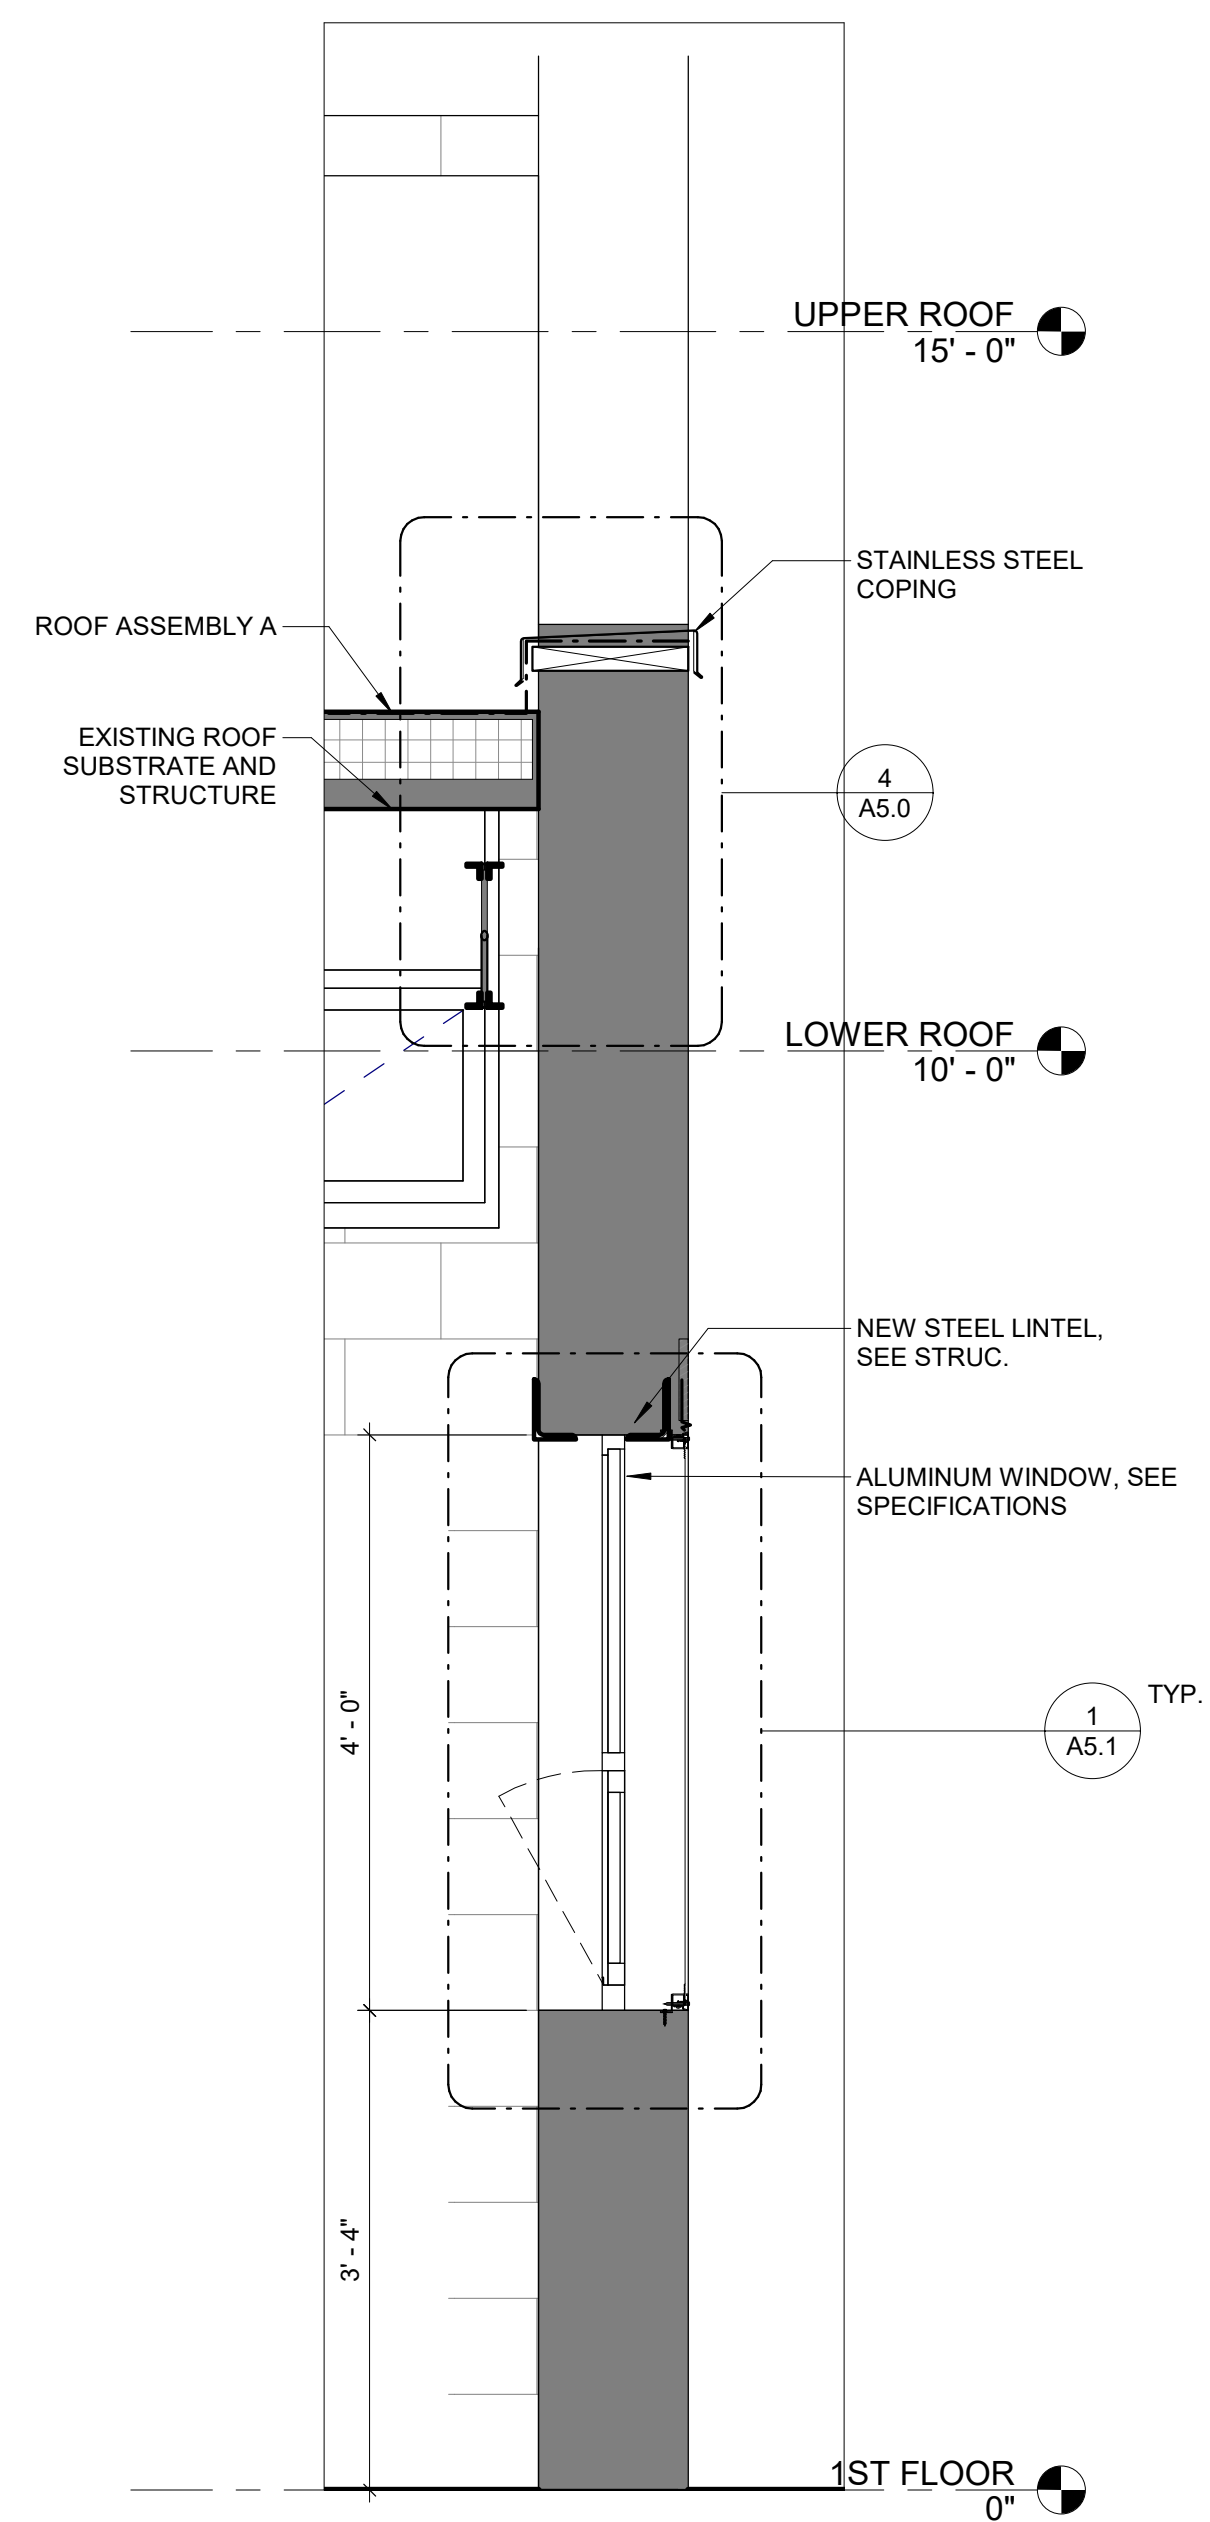 UPPER ROOF
15' - 0"
STAINLESS STEEL
COPING
ROOF ASSEMBLY A
EXISTING ROOF
SUBSTRATE AND
STRUCTURE
4
A5.0
LOWER ROOF
10' - 0"
NEW STEEL LINTEL,
SEE STRUC.
ALUMINUM WINDOW, SEE
SPECIFICATIONS
4' - 0"
TYP.
1
A5.1
3' - 4"
1ST FLOOR
0"